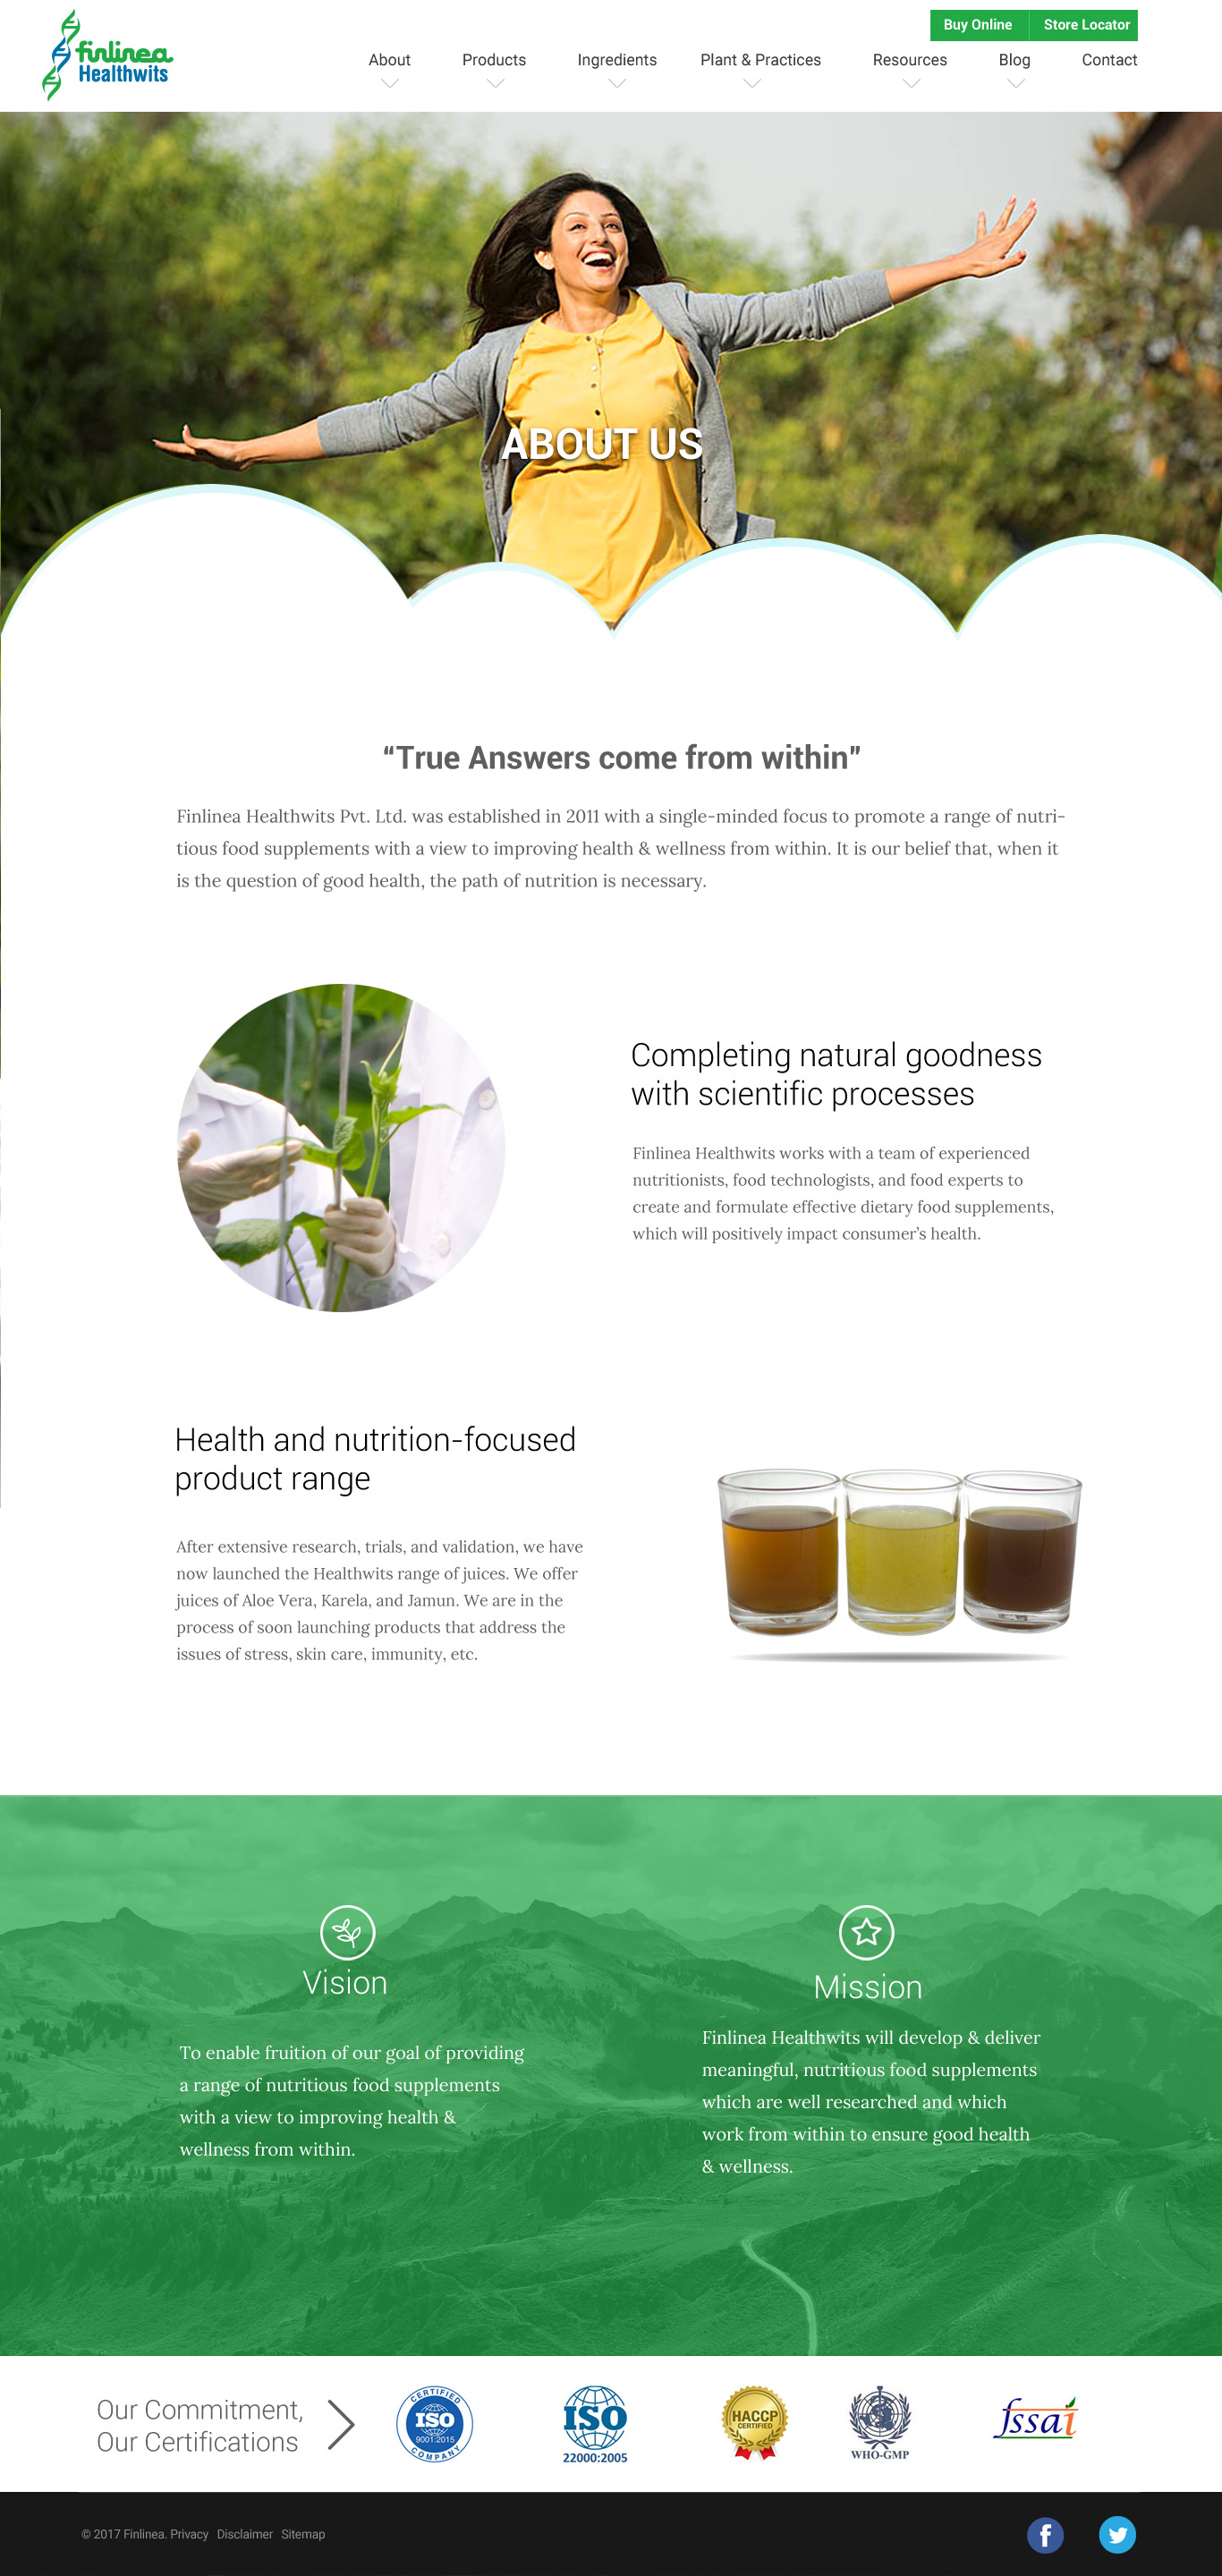 finlinea
Healthwits
Buy Online
Store Locator
About
Products
Ingredients
Plant & Practices
Resources
Blog
Contact
ABOUT US
“True Answers come from within”
Finlinea Healthwits Pvt. Ltd. was established in 2011 with a single-minded focus to promote a range of nutri-
tious food supplements with a view to improving health & wellness from within. It is our belief that, when it
is the question of good health, the path of nutrition is necessary.
Completing natural goodness
with scientific processes
Finlinea Healthwits works with a team of experienced
nutritionists, food technologists, and food experts to
create and formulate effective dietary food supplements,
which will positively impact consumer’s health.
Health and nutrition-focused
product range
After extensive research, trials, and validation, we have
now launched the Healthwits range of juices. We offer
juices of Aloe Vera, Karela, and Jamun. We are in the
process of soon launching products that address the
issues of stress, skin care, immunity, etc.
Vision
To enable fruition of our goal of providing
a range of nutritious food supplements
with a view to improving health &
wellness from within.
Mission
Finlinea Healthwits will develop & deliver
meaningful, nutritious food supplements
which are well researched and which
work from within to ensure good health
& wellness.
Our Commitment,
Our Certifications
CERTIFIED
ISO
9001:2015
COMPANY
ISO
22000:2005
HACCP
CERTIFIED
WHO-GMP
fssai
© 2017 Finlinea. Privacy Disclaimer Sitemap